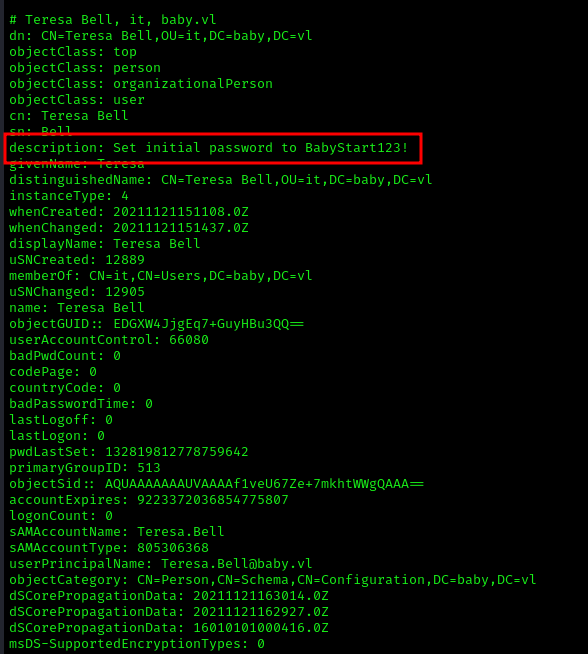 # Teresa Bell, it, baby.vl
dn: CN=Teresa Bell,OU=it,DC=baby,DC=vl
objectClass: top
objectClass: person
objectClass: organizationalPerson
objectClass: user
cn: Teresa Bell
sn: Bell
description: Set initial password to BabyStart123!
givenName: Teresa
distinguishedName: CN=Teresa Bell,OU=it,DC=baby,DC=vl
instanceType: 4
whenCreated: 20211121151108.0Z
whenChanged: 20211121151437.0Z
displayName: Teresa Bell
uSNCreated: 12889
memberOf: CN=it,CN=Users,DC=baby,DC=vl
uSNChanged: 12905
name: Teresa Bell
objectGUID:: EDGXW4JjgEq7+GuyHBu3QQ==
userAccountControl: 66080
badPwdCount: 0
codePage: 0
countryCode: 0
badPasswordTime: 0
lastLogoff: 0
lastLogon: 0
pwdLastSet: 132819812778759642
primaryGroupID: 513
objectSid:: AQUAAAAAAAUVAAAAf1veU67Ze+7mkhtWWgQAAA==
accountExpires: 9223372036854775807
logonCount: 0
sAMAccountName: Teresa.Bell
sAMAccountType: 805306368
userPrincipalName: Teresa.Bell@baby.vl
objectCategory: CN=Person,CN=Schema,CN=Configuration,DC=baby,DC=vl
dSCorePropagationData: 20211121163014.0Z
dSCorePropagationData: 20211121162927.0Z
dSCorePropagationData: 16010101000416.0Z
msDS-SupportedEncryptionTypes: 0